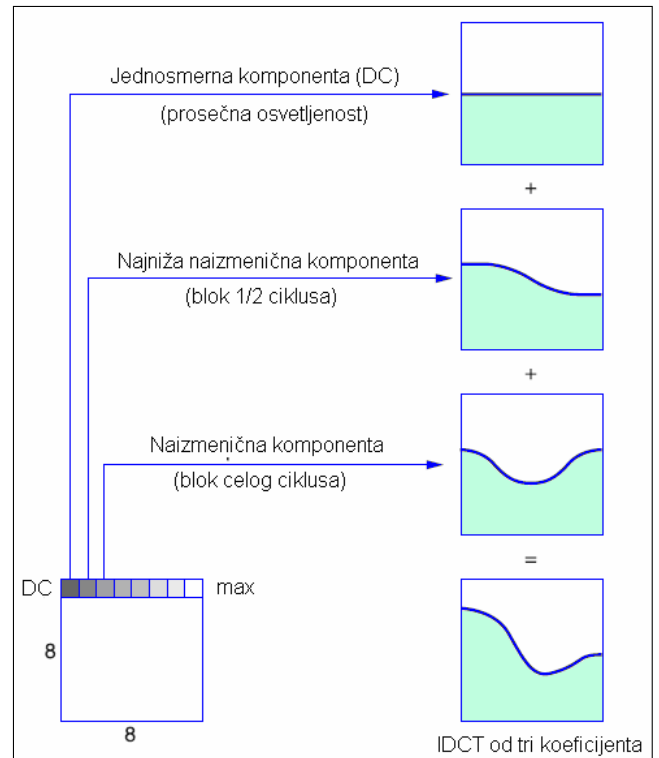 Jednosmerna komponenta (DC)
(prosečna osvetljenost)
+
Najniža naizmenična komponenta
(blok 1/2 ciklusa)
+
Naizmenična komponenta
(blok celog ciklusa)
=
DC
max
8
8
IDCT od tri koeficijenta